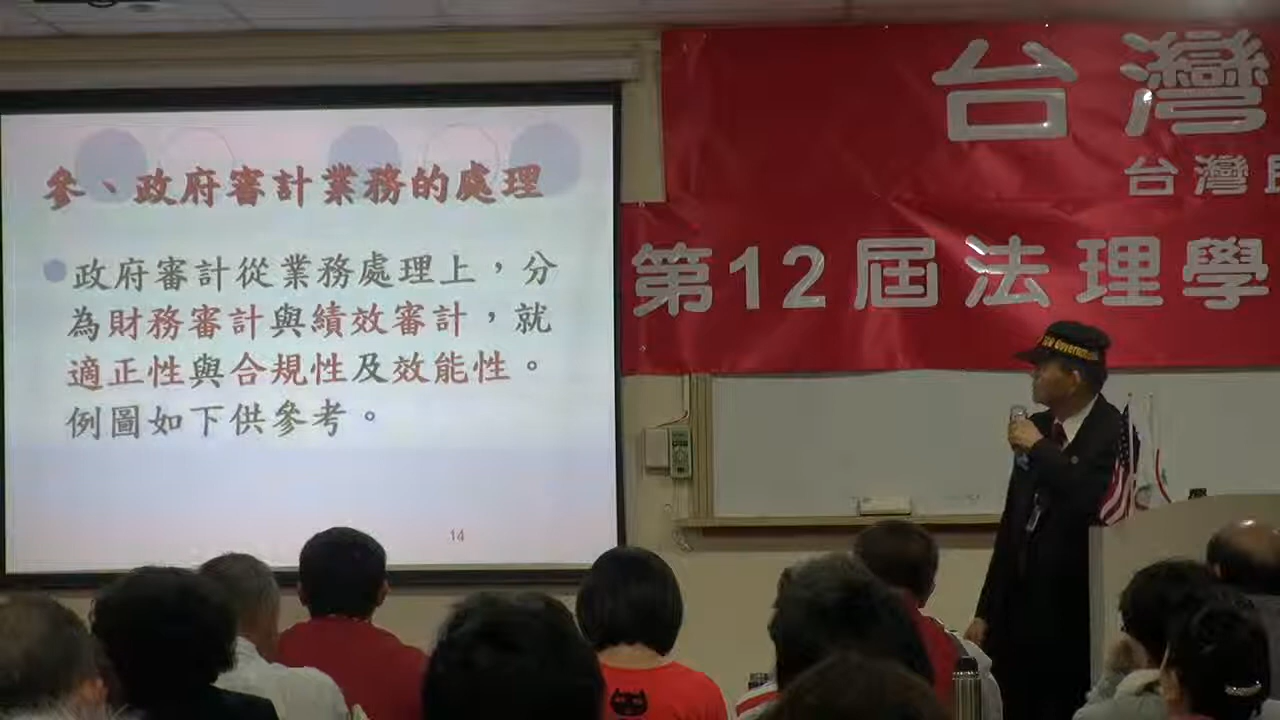 參、政府審計業務的處理
政府審計從業務處理上，分
為財務審計與績效審計，就
適正性與合規性及效能性。
例圖如下供參考。
14
台灣
台灣
第12屆法理學